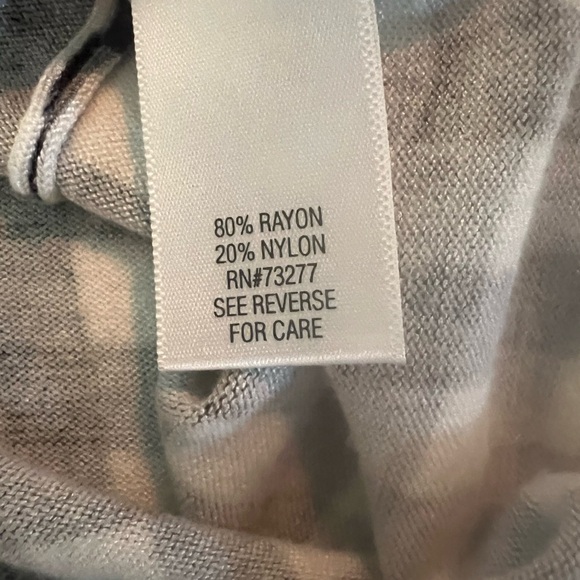 80% RAYON
20% NYLON
RN#73277
SEE REVERSE
FOR CARE